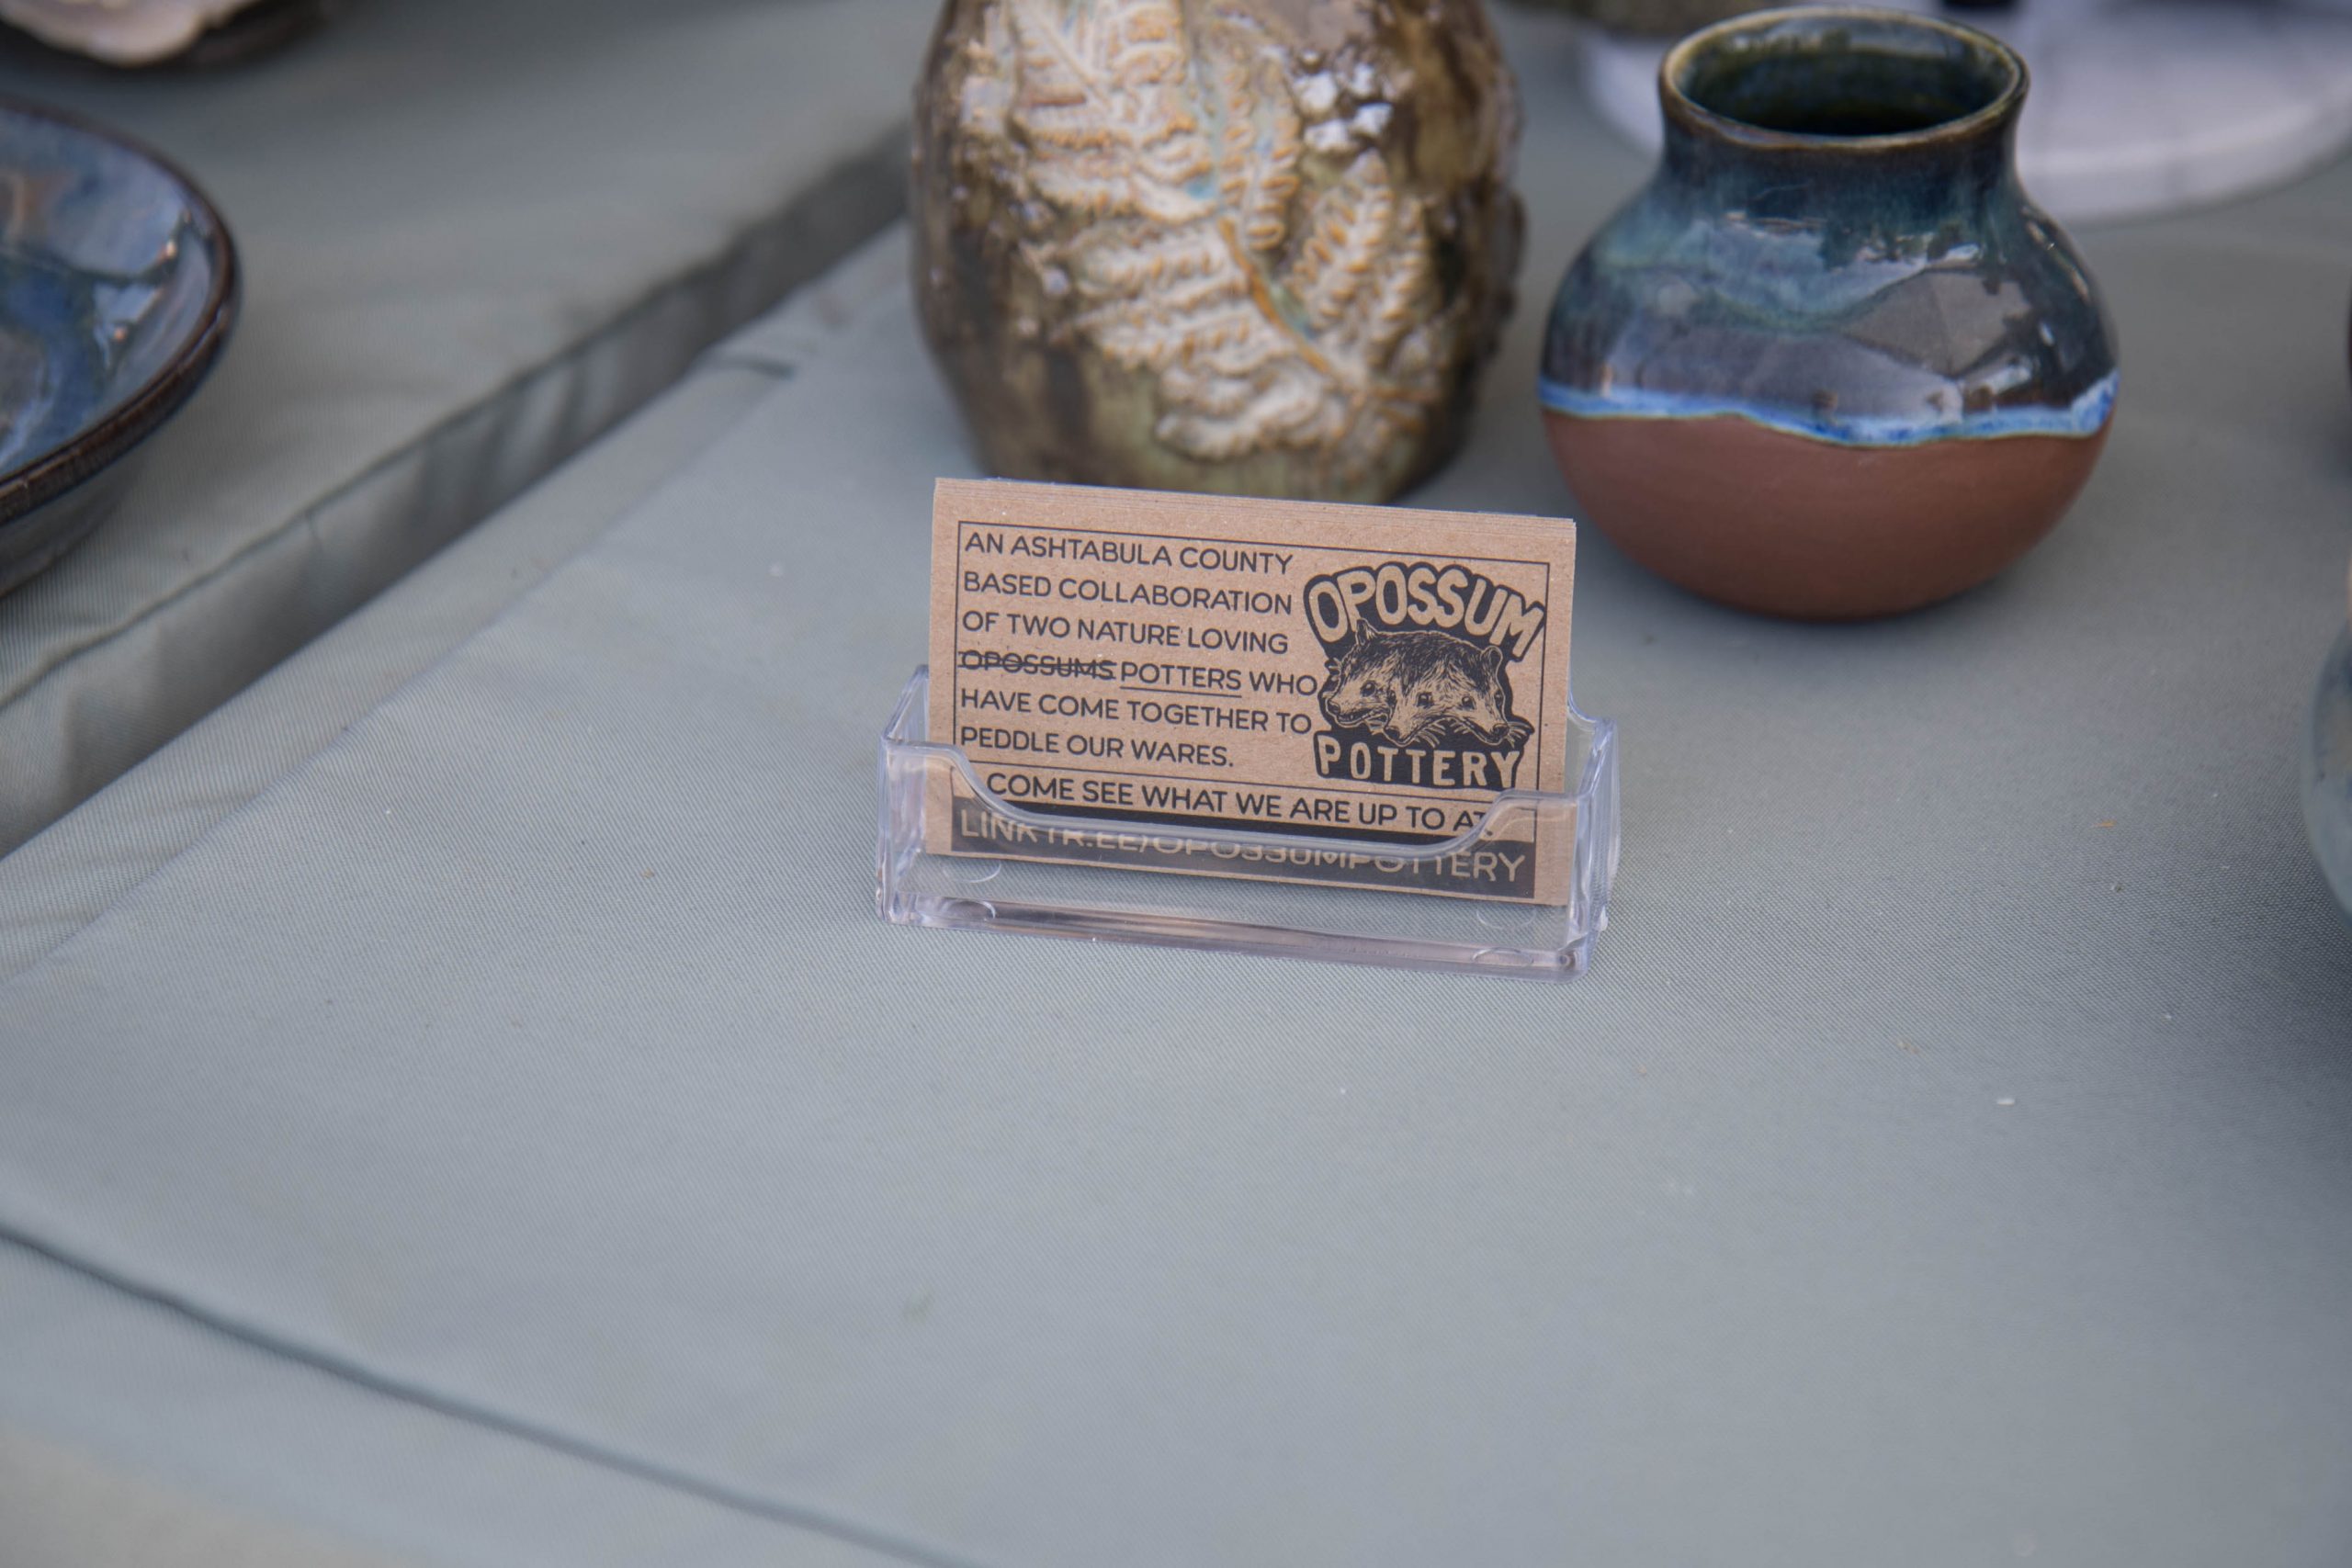 AN ASHTABULA COUNTY
BASED COLLABORATION
OF TWO NATURE LOVING
OPOSSUMS POTTERS WHO
HAVE COME TOGETHER TO
PEDDLE OUR WARES.
OPOSSUM
POTTERY
COME SEE WHAT WE ARE UP TO AT
LINKTR.EE/OPOSSUMPOTTERY